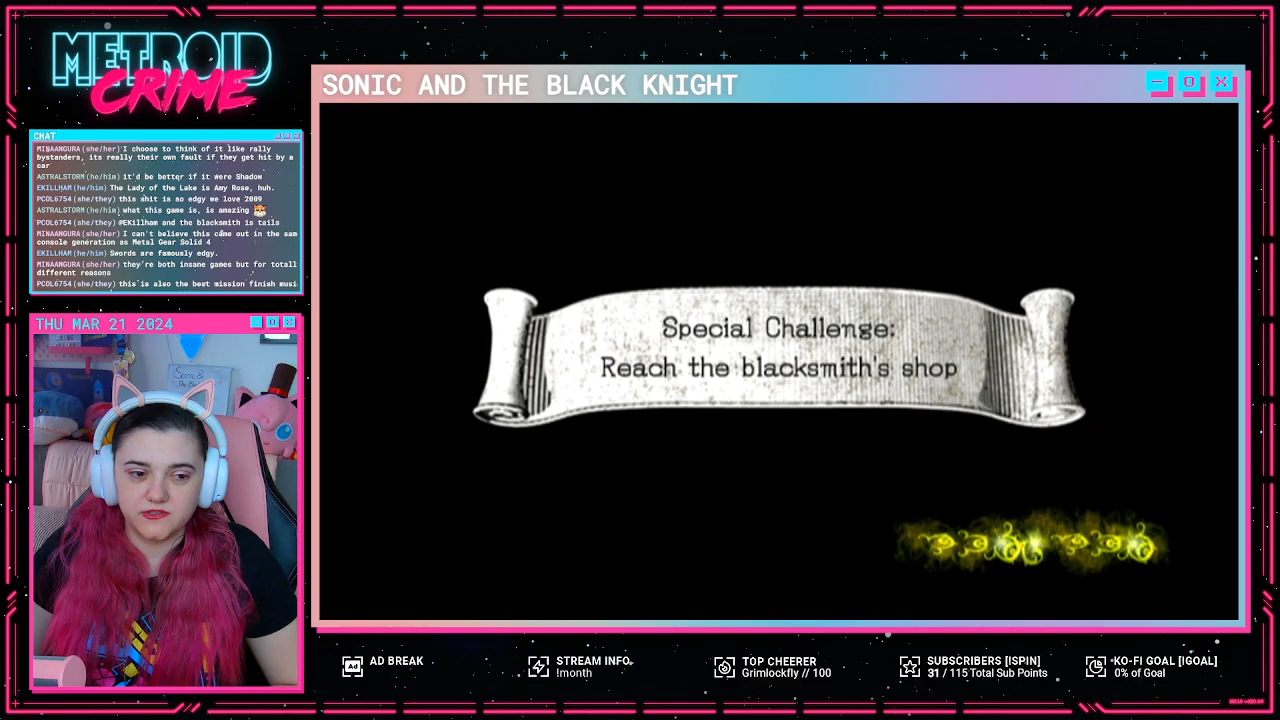 METROID
CRIME
SONIC AND THE BLACK KNIGHT
CHAT
MINAANGURA(she/her) I choose to think of it like rally
bystanders, its really their own fault if they get hit by a
car
ASTRALSTORM(he/him) it'd be better if it were Shadow
EKILLHAM(he/him) The Lady of the Lake is Amy Rose, huh.
PCOL6754(she/they) this shit is so edgy we love 2009
ASTRALSTORM(he/him) what this game is, is amazing
PCOL6754(she/they) @EKillham and the blacksmith is tails
MINAANGURA(she/her) I can't believe this came out in the sam
console generation as Metal Gear Solid 4
EKILLHAM(he/him) Swords are famously edgy.
MINAANGURA(she/her) they're both insane games but for totall
different reasons
PCOL6754(she/they) this is also the best mission finish musi
THU MAR 21 2024
Sonic &
Special Challenge:
Reach the blacksmith's shop
Ad
AD BREAK
STREAM INFO
!month
TOP CHEERER
Grimlockfly // 100
SUBSCRIBERS [!SPIN]
31 / 115 Total Sub Points
KO-FI GOAL [!GOAL]
0% of Goal